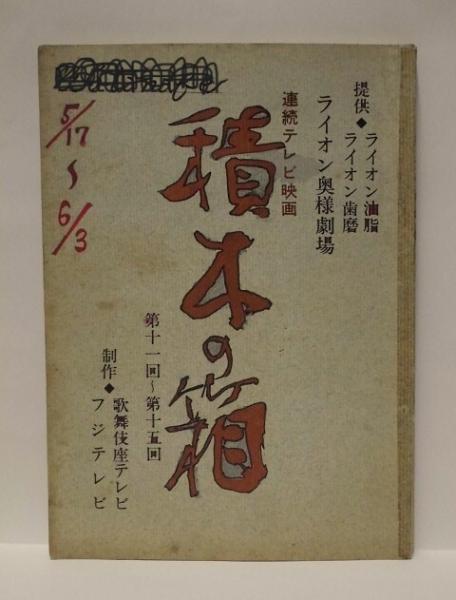 提供◆ライオン油脂
ライオン歯磨
ライオン奥様劇場
連続テレビ映画
積木の箱
第十一回〜第十五回
制作◆歌舞伎座テレビ
フジテレビ
5/17
〜
6/3